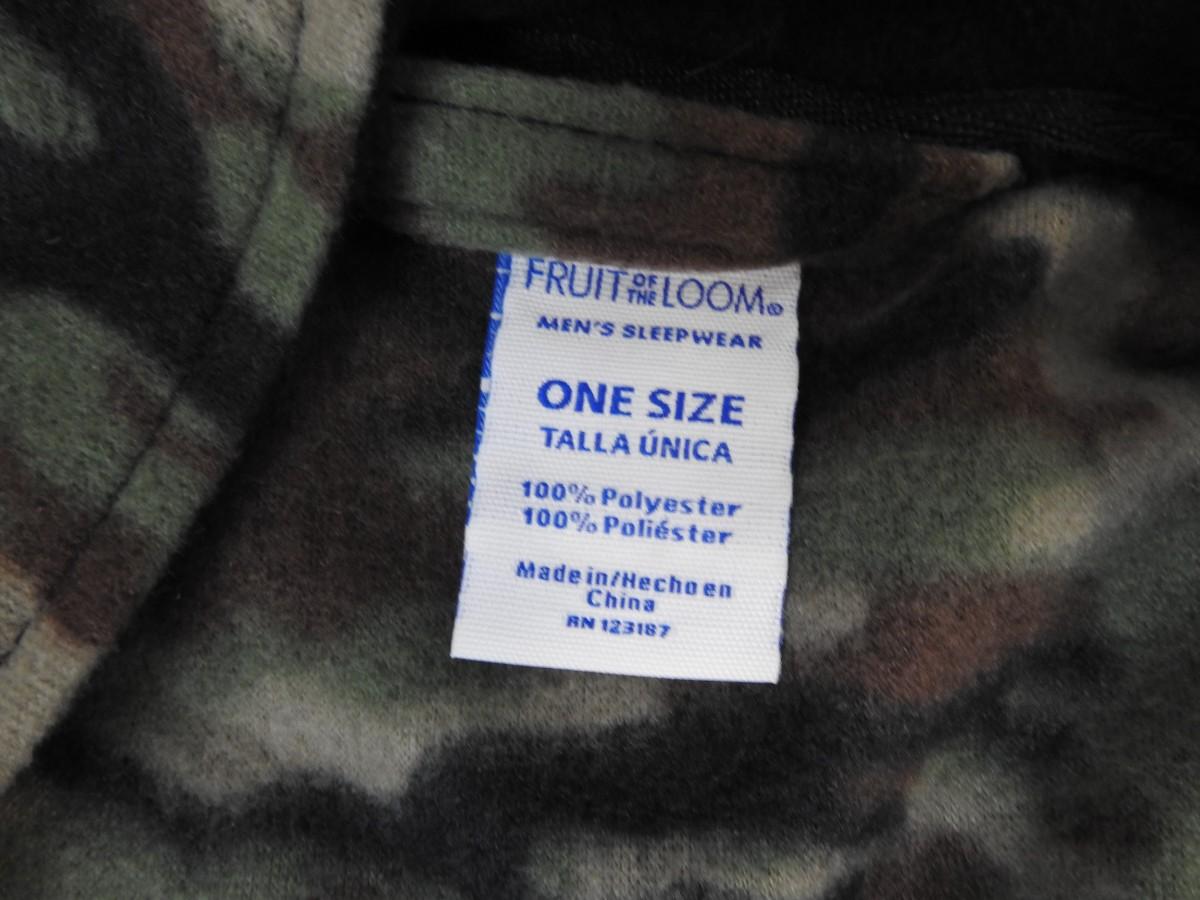 FRUIT OF THE LOOM®
MEN'S SLEEPWEAR
ONE SIZE
TALLA ÚNICA
100% Polyester
100% Poliéster
Made in/Hecho en
China
RN 123187